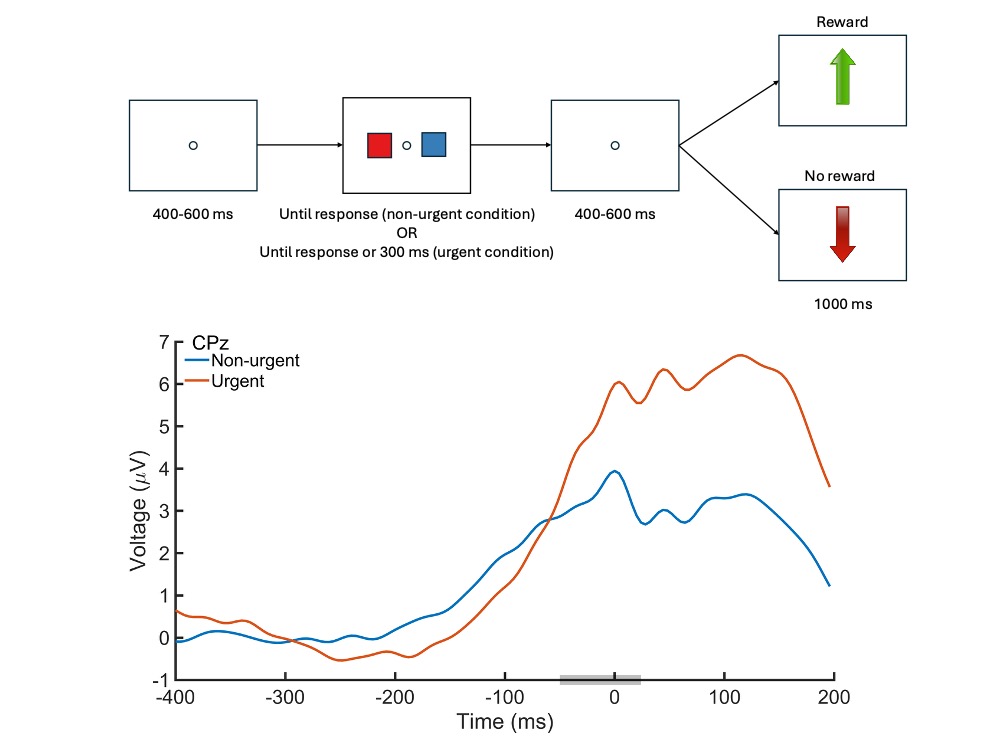 Reward
No reward
400-600 ms
Until response (non-urgent condition)
OR
Until response or 300 ms (urgent condition)
400-600 ms
1000 ms
CPz
Non-urgent
Urgent
Voltage (μV)
7
6
5
4
3
2
1
0
-1
-400
-300
-200
-100
0
100
200
Time (ms)